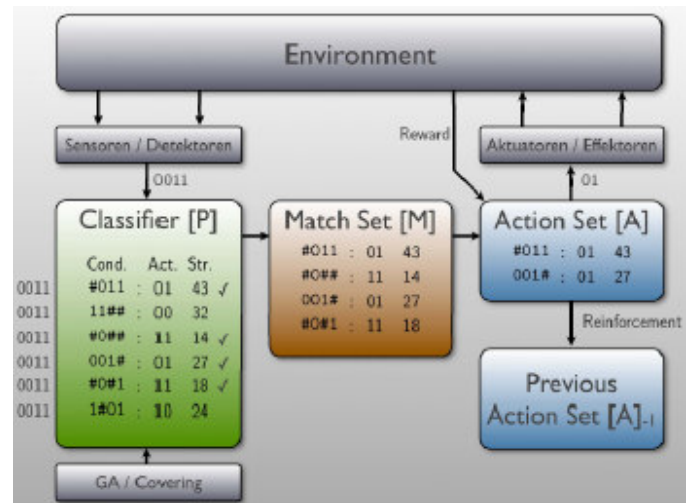 Environment
Sensoren / Dietektoren
Reward
Aktuatoren / Effektoren
0011
01
Classifier [P]
Cond. Act. Str.
0011 #011 : 01 43 ✓
0011 11## : 00 32
0011 #0## : 11 14 ✓
0011 001# : 01 27 ✓
0011 #0#1 : 11 18 ✓
0011 1#01 : 10 24
GA / Covering
Match Set [M]
#011 : 01 43
#0## : 11 14
001# : 01 27
#0#1 : 11 18
Action Set [A]
#011 : 01 43
001# : 01 27
Reinforcement
Previous
Action Set [A]-1